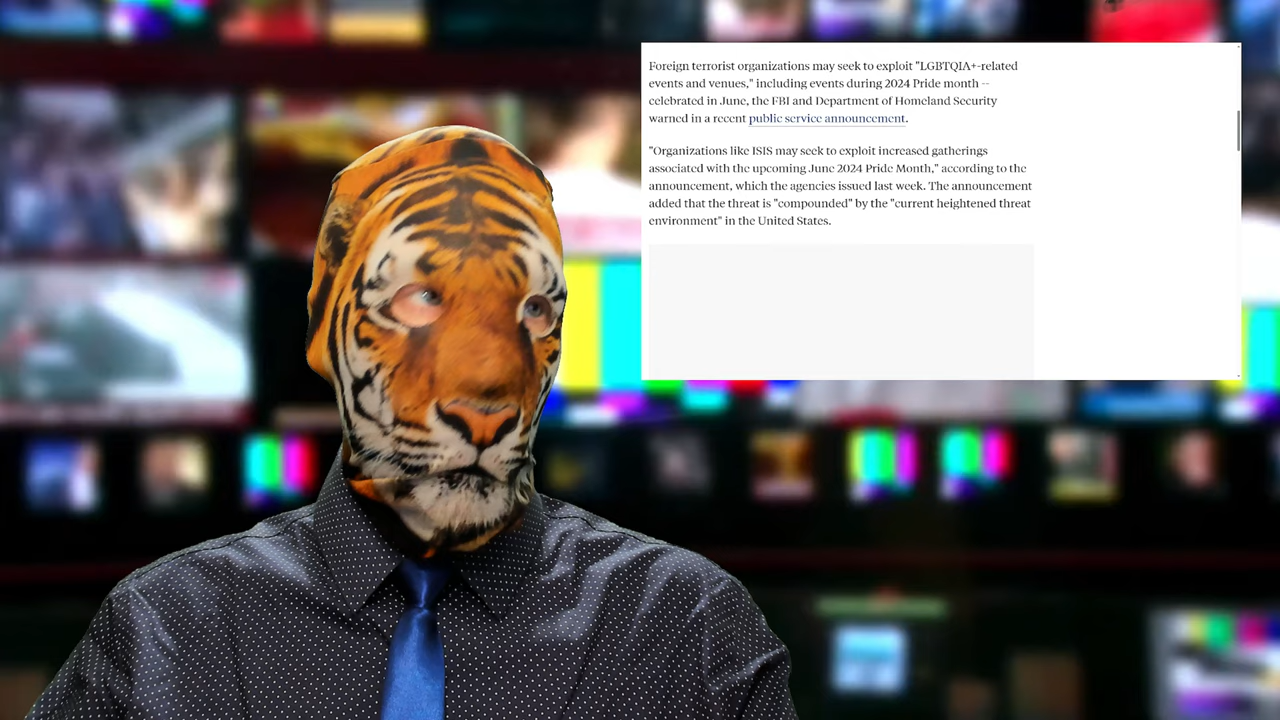 Foreign terrorist organizations may seek to exploit "LGBTQIA+-related
events and venues," including events during 2024 Pride month --
celebrated in June, the FBI and Department of Homeland Security
warned in a recent public service announcement.
"Organizations like ISIS may seek to exploit increased gatherings
associated with the upcoming June 2024 Pride Month," according to the
announcement, which the agencies issued last week. The announcement
added that the threat is "compounded" by the "current heightened threat
environment" in the United States.